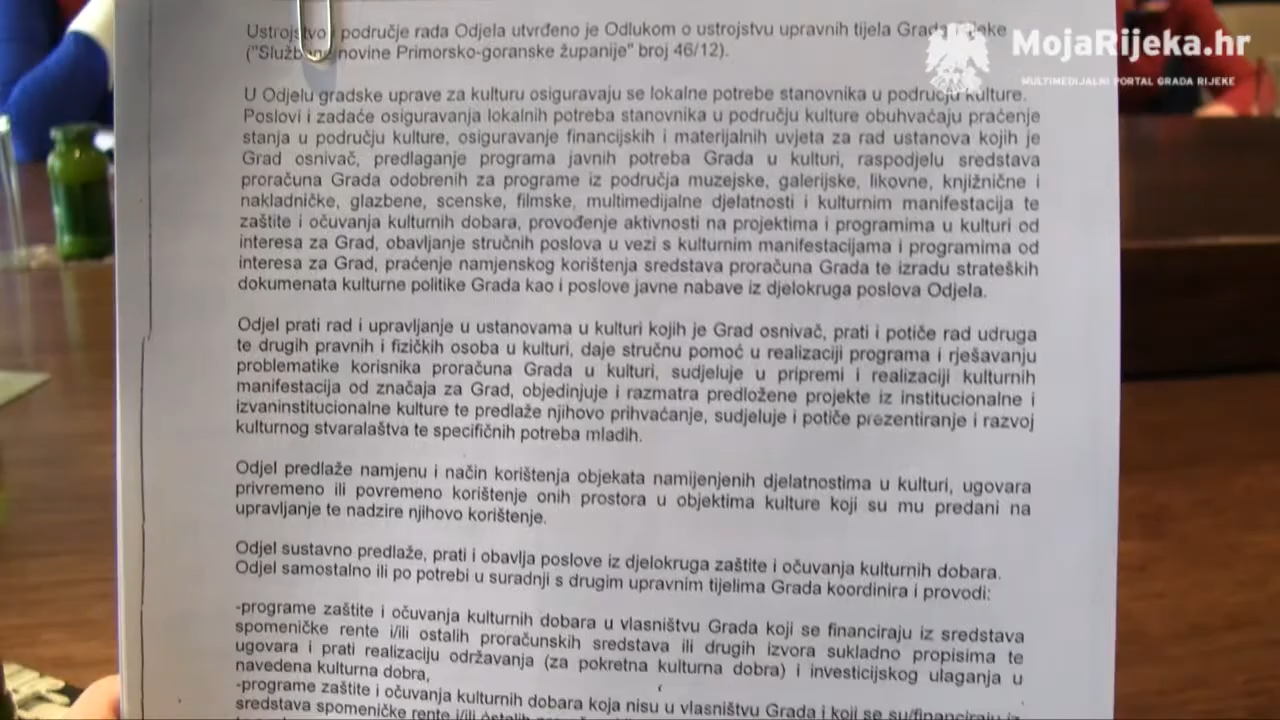 Ustrojstvo i područje rada Odjela utvrđeno je Odlukom o ustrojstvu upravnih tijela Grada Rijeke
("Službene novine Primorsko-goranske županije" broj 46/12).
MojaRijeka.hr
MULTIMEDIJALNI PORTAL GRADA RIJEKE
U Odjelu gradske uprave za kulturu osiguravaju se lokalne potrebe stanovnika u području kulture.
Poslovi i zadaće osiguravanja lokalnih potreba stanovnika u području kulture obuhvaćaju praćenje
stanja u području kulture, osiguravanje financijskih i materijalnih uvjeta za rad ustanova kojih je
Grad osnivač, predlaganje programa javnih potreba Grada u kulturi, raspodjelu sredstava
proračuna Grada odobrenih za programe iz područja muzejske, galerijske, likovne, knjižnične i
nakladničke, glazbene, scenske, filmske, multimedijalne djelatnosti i kulturnim manifestacija te
zaštite i očuvanja kulturnih dobara, provođenje aktivnosti na projektima i programima u kulturi od
interesa za Grad, obavljanje stručnih poslova u vezi s kulturnim manifestacijama i programima od
interesa za Grad, praćenje namjenskog korištenja sredstava proračuna Grada te izradu strateških
dokumenata kulturne politike Grada kao i poslove javne nabave iz djelokruga poslova Odjela.
Odjel prati rad i upravljanje u ustanovama u kulturi kojih je Grad osnivač, prati i potiče rad udruga
te drugih pravnih i fizičkih osoba u kulturi, daje stručnu pomoć u realizaciji programa i rješavanju
problematike korisnika proračuna Grada u kulturi, sudjeluje u pripremi i realizaciji kulturnih
manifestacija od značaja za Grad, objedinjuje i razmatra predložene projekte iz institucionalne i
izvaninstitucionalne kulture te predlaže njihovo prihvaćanje, sudjeluje i potiče prezentiranje i razvoj
kulturnog stvaralaštva te specifičnih potreba mladih.
Odjel predlaže namjenu i način korištenja objekata namijenjenih djelatnostima u kulturi, ugovara
privremeno ili povremeno korištenje onih prostora u objektima kulture koji su mu predani na
upravljanje te nadzire njihovo korištenje.
Odjel sustavno predlaže, prati i obavlja poslove iz djelokruga zaštite i očuvanja kulturnih dobara.
Odjel samostalno ili po potrebi u suradnji s drugim upravnim tijelima Grada koordinira i provodi:
-programe zaštite i očuvanja kulturnih dobara u vlasništvu Grada koji se financiraju iz sredstava
spomeničke rente i/ili ostalih proračunskih sredstava ili drugih izvora sukladno propisima te
ugovara i prati realizaciju održavanja (za pokretna kulturna dobra) i investicijskog ulaganja u
navedena kulturna dobra,
-programe zaštite i očuvanja kulturnih dobara koja nisu u vlasništvu Grada i koji se su/financiraju iz
sredstava spomeničke rente i/ili ostalih